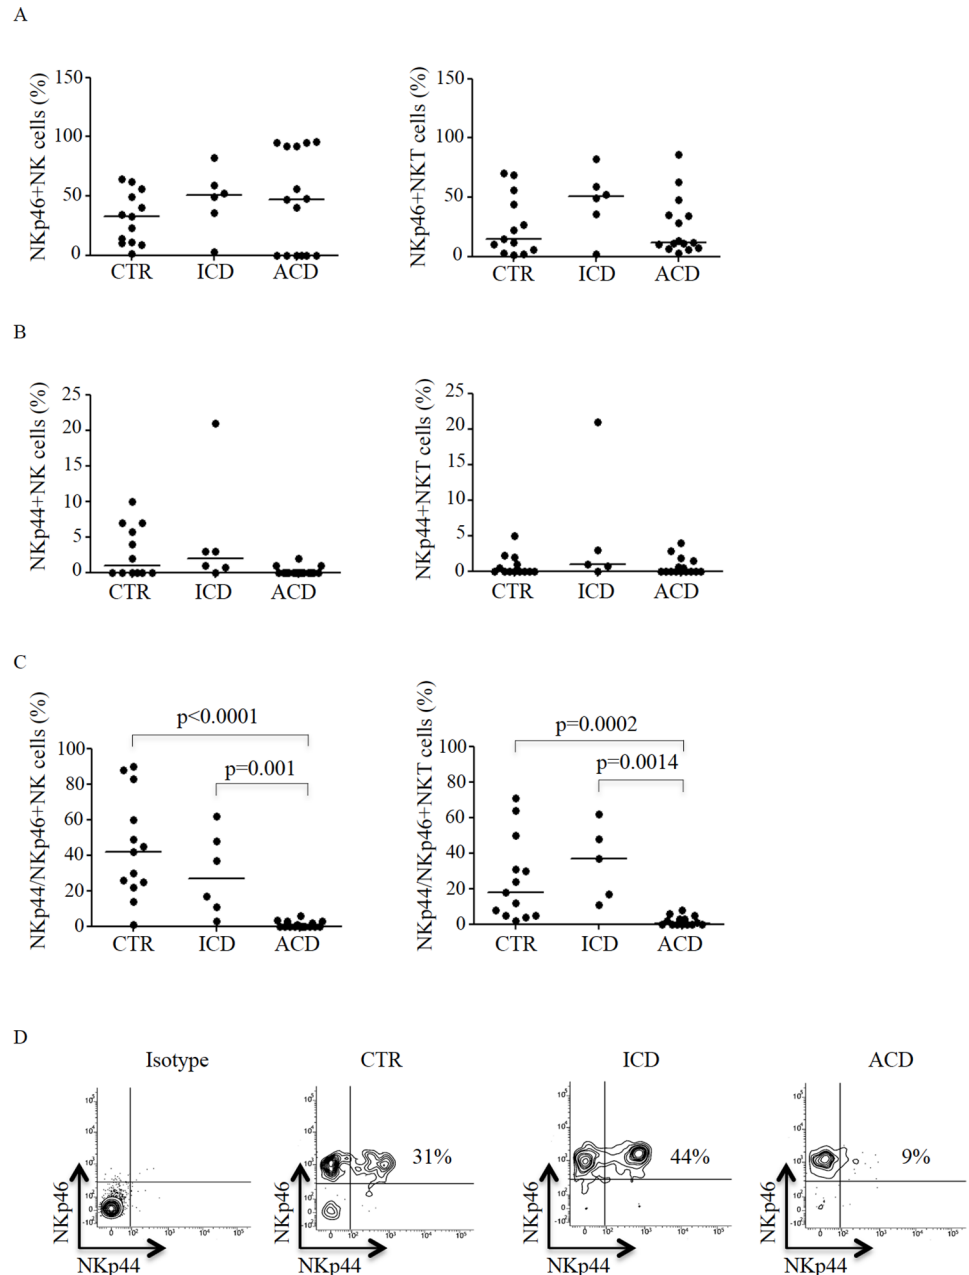 A
NKp46+NK cells (%)
150
100
50
0
CTR ICD ACD
NKp46+NKT cells (%)
150
100
50
0
CTR ICD ACD
B
NKp44+NK cells (%)
25
20
15
10
5
0
CTR ICD ACD
NKp44+NKT cells (%)
25
20
15
10
5
0
CTR ICD ACD
C
NKp44/NKp46+NK cells (%)
p<0.0001
p=0.001
100
80
60
40
20
0
CTR ICD ACD
NKp44/NKp46+NKT cells (%)
p=0.0002
p=0.0014
100
80
60
40
20
0
CTR ICD ACD
D
Isotype CTR ICD ACD
31% 44% 9%
NKp46 NKp46 NKp46 NKp46
NKp44 NKp44 NKp44 NKp44